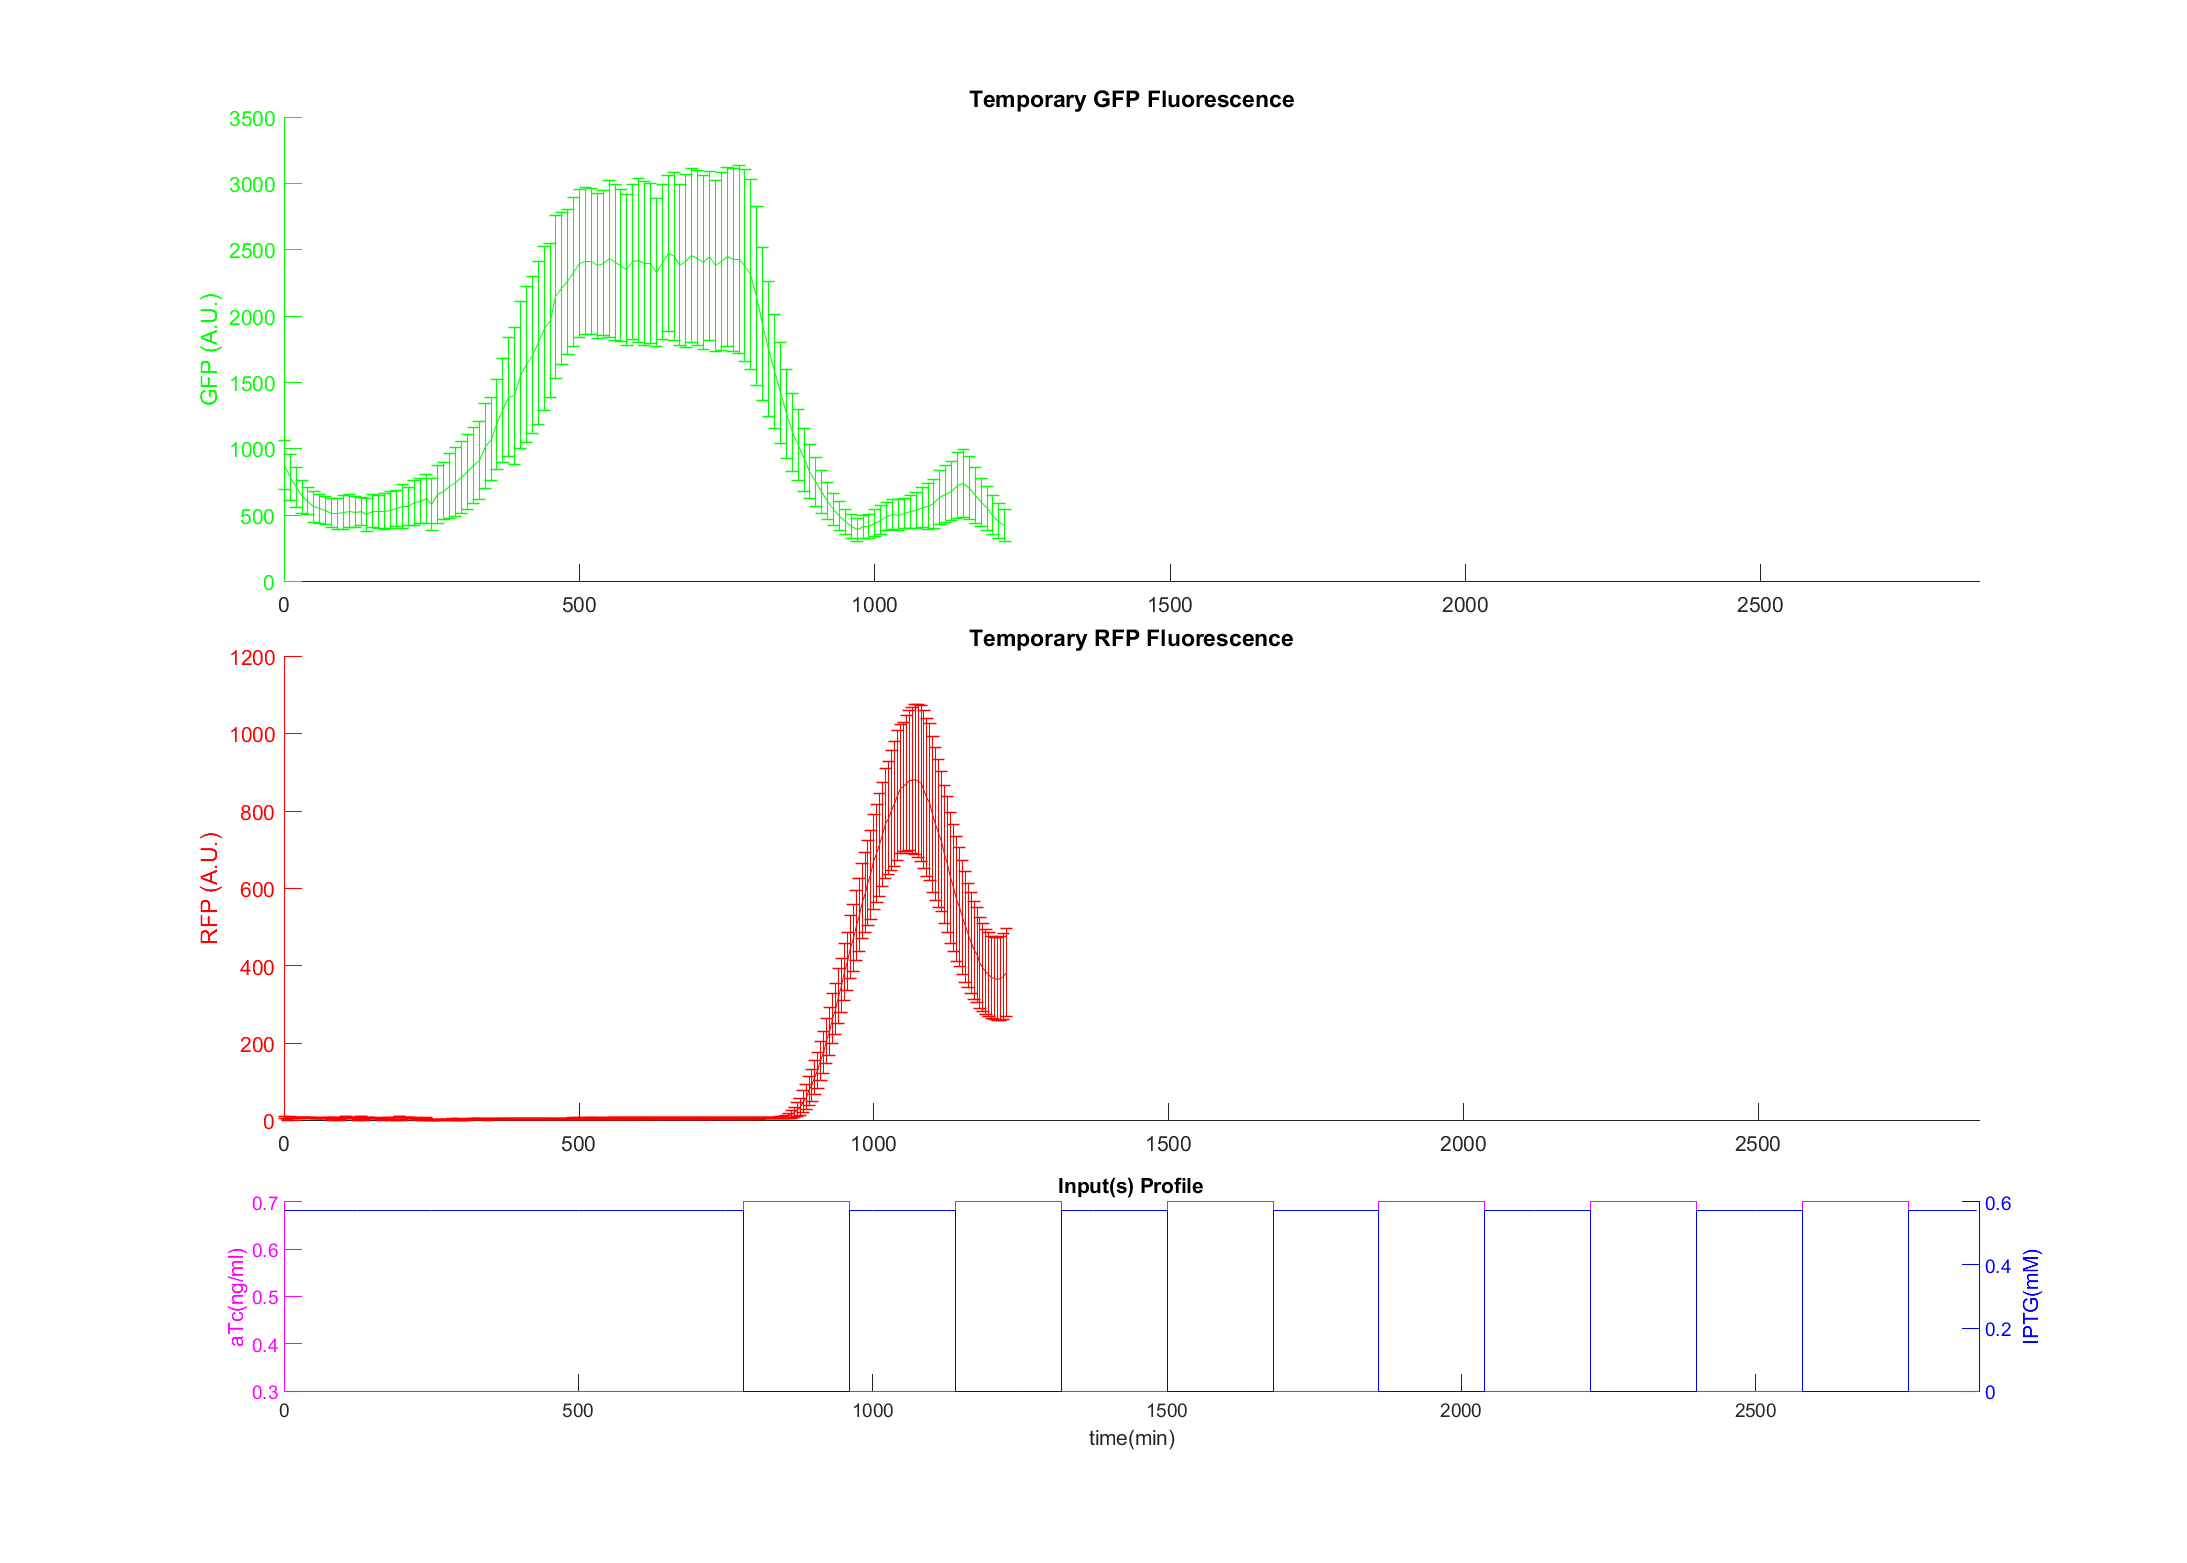 Temporary GFP Fluorescence
3500
3000
2500
2000
1500
1000
500
0
GFP (A.U.)
0 500 1000 1500 2000 2500
Temporary RFP Fluorescence
1200
1000
800
600
400
200
0
RFP (A.U.)
0 500 1000 1500 2000 2500
Input(s) Profile
0.7
0.6
0.5
0.4
0.3
aTc(ng/ml)
0.6
0.4
0.2
0
IPTG(mM)
0 500 1000 1500 2000 2500
time(min)